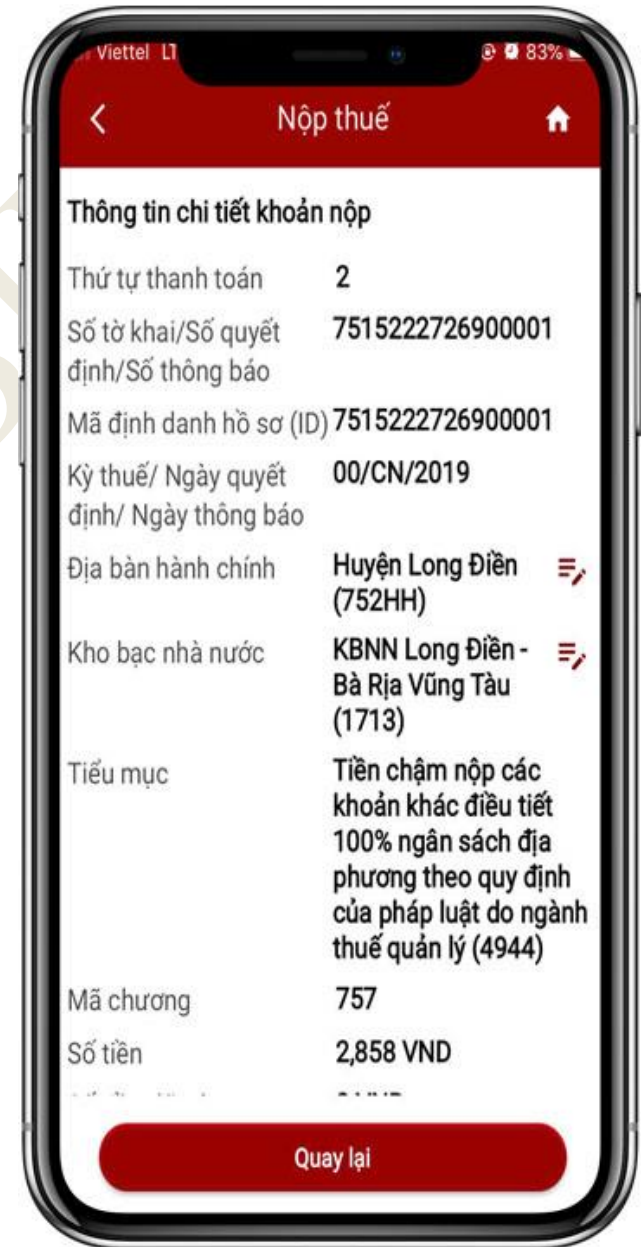 Viettel
83%
Nộp thuế
Thông tin chi tiết khoản nộp
Thứ tự thanh toán 2
Số tờ khai/Số quyết 7515222726900001
định/Số thông báo
Mã định danh hồ sơ (ID) 7515222726900001
Kỳ thuế/ Ngày quyết 00/CN/2019
định/ Ngày thông báo
Địa bàn hành chính Huyện Long Điền
(752HH)
Kho bạc nhà nước KBNN Long Điền -
Bà Rịa Vũng Tàu
(1713)
Tiểu mục Tiền chậm nộp các
khoản khác điều tiết
100% ngân sách địa
phương theo quy định
của pháp luật do ngành
thuế quản lý (4944)
Mã chương 757
Số tiền 2,858 VND
Quay lại